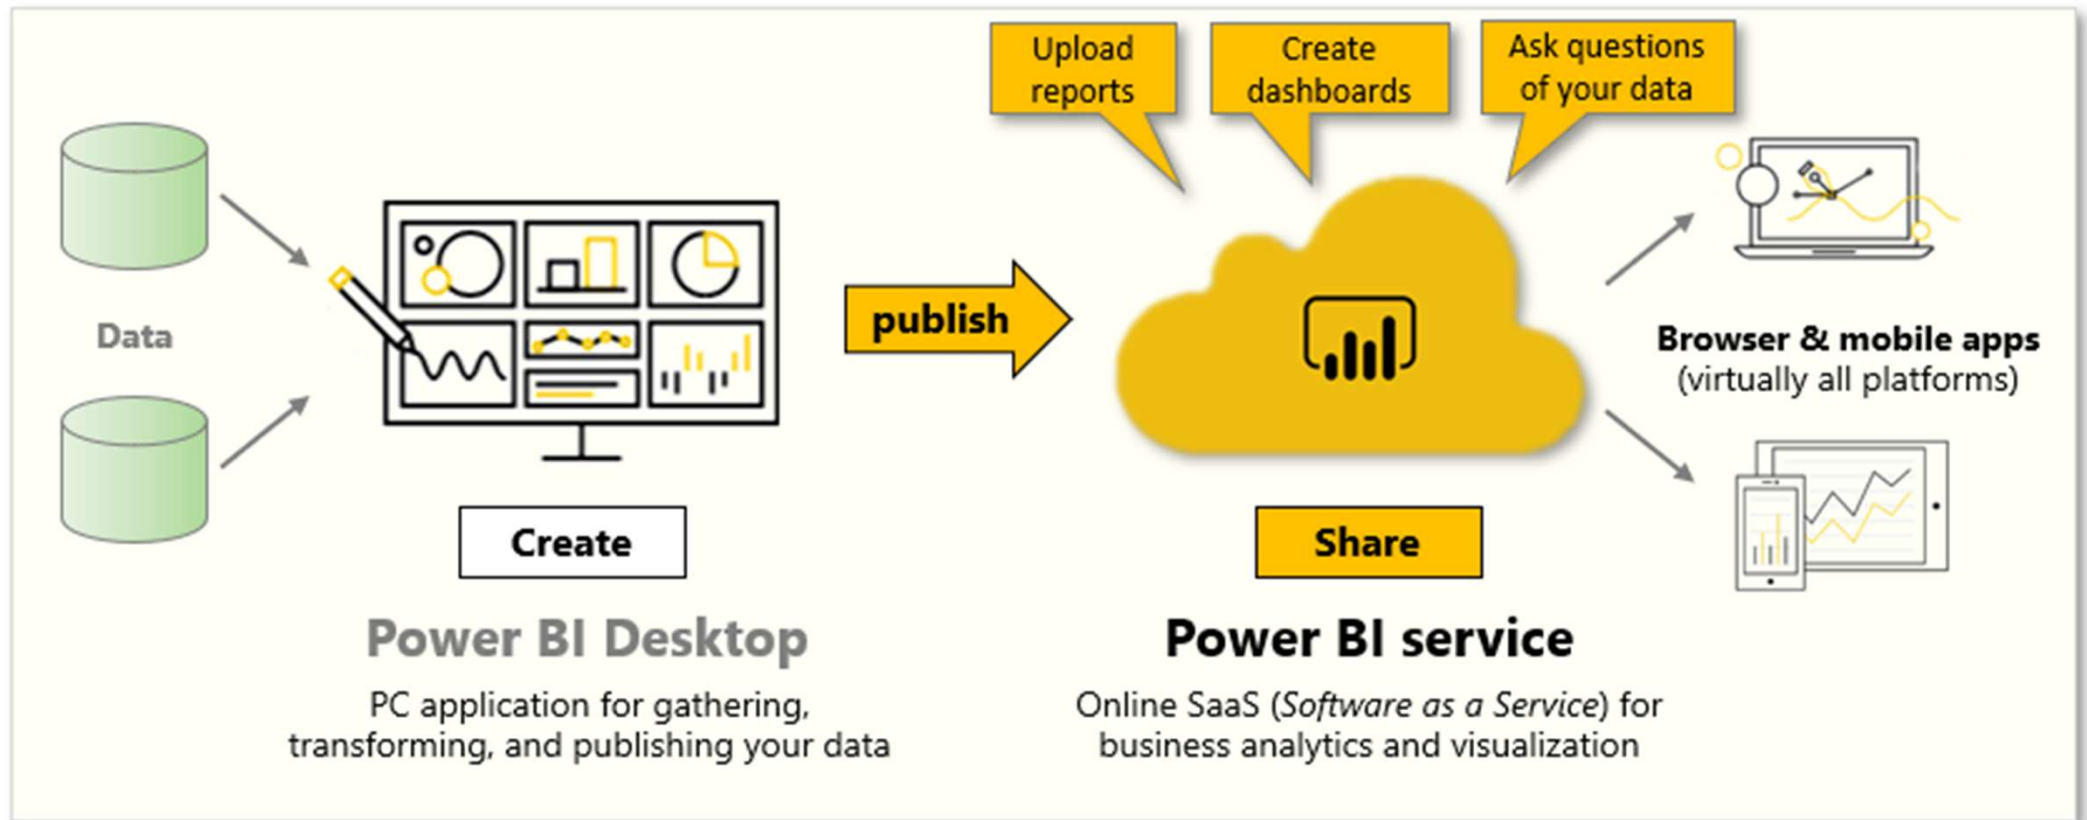 Upload
reports
Create
dashboards
Ask questions
of your data
Data
publish
Browser & mobile apps
(virtually all platforms)
Create
Share
Power BI Desktop
PC application for gathering,
transforming, and publishing your data
Power BI service
Online SaaS (Software as a Service) for
business analytics and visualization